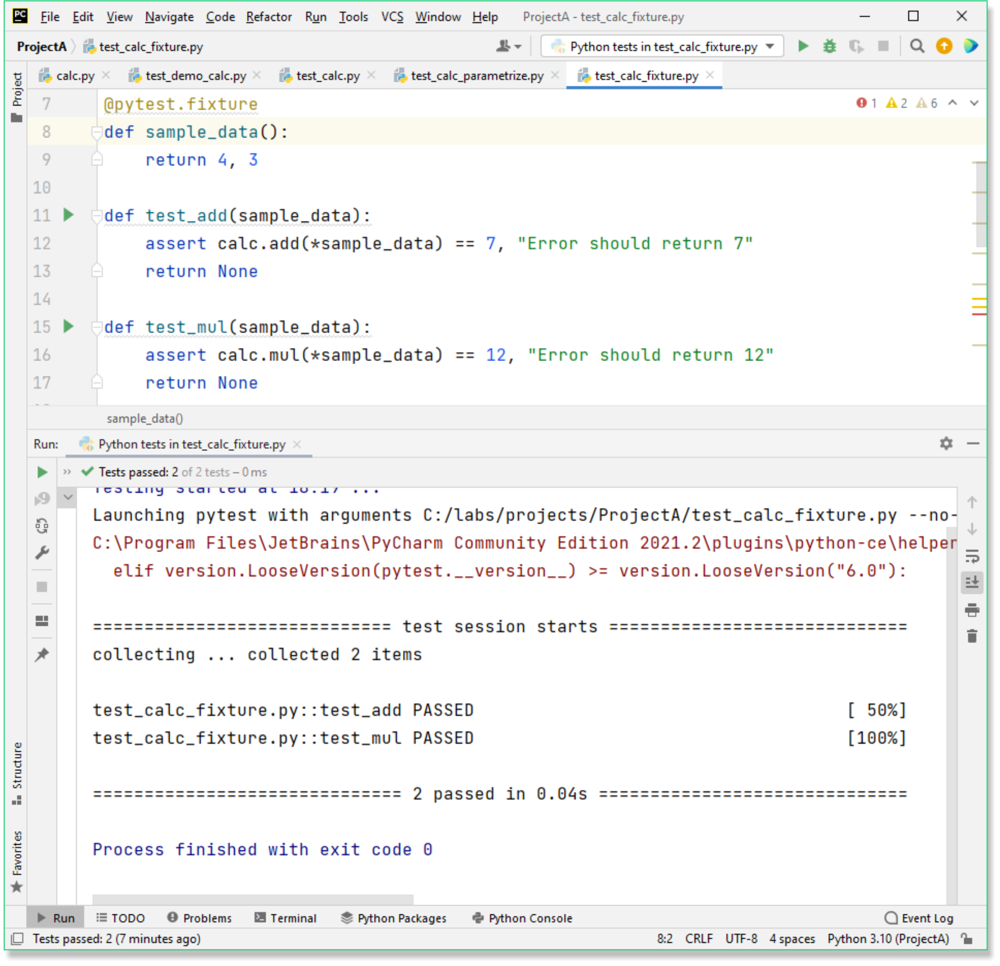 PC File Edit View Navigate Code Refactor Run Tools VCS Window Help ProjectA - test_calc_fixture.py
ProjectA test_calc_fixture.py Python tests in test_calc_fixture.py
calc.py test_demo_calc.py test_calc.py test_calc_parametrize.py test_calc_fixture.py
Project
1 2 6
7 @pytest.fixture
8 def sample_data():
9 return 4, 3
10
11 def test_add(sample_data):
12 assert calc.add(*sample_data) == 7, "Error should return 7"
13 return None
14
15 def test_mul(sample_data):
16 assert calc.mul(*sample_data) == 12, "Error should return 12"
17 return None
sample_data()
Run: Python tests in test_calc_fixture.py
>> Tests passed: 2 of 2 tests – 0 ms
Testing started at 18:17 ...
Launching pytest with arguments C:/labs/projects/ProjectA/test_calc_fixture.py --no-
C:\Program Files\JetBrains\PyCharm Community Edition 2021.2\plugins\python-ce\helper
elif version.LooseVersion(pytest.__version__) >= version.LooseVersion("6.0"):
============================= test session starts =============================
collecting ... collected 2 items
test_calc_fixture.py::test_add PASSED [ 50%]
test_calc_fixture.py::test_mul PASSED [100%]
============================== 2 passed in 0.04s ==============================
Process finished with exit code 0
Structure
Favorites
Run TODO Problems Terminal Python Packages Python Console Event Log
Tests passed: 2 (7 minutes ago) 8:2 CRLF UTF-8 4 spaces Python 3.10 (ProjectA)